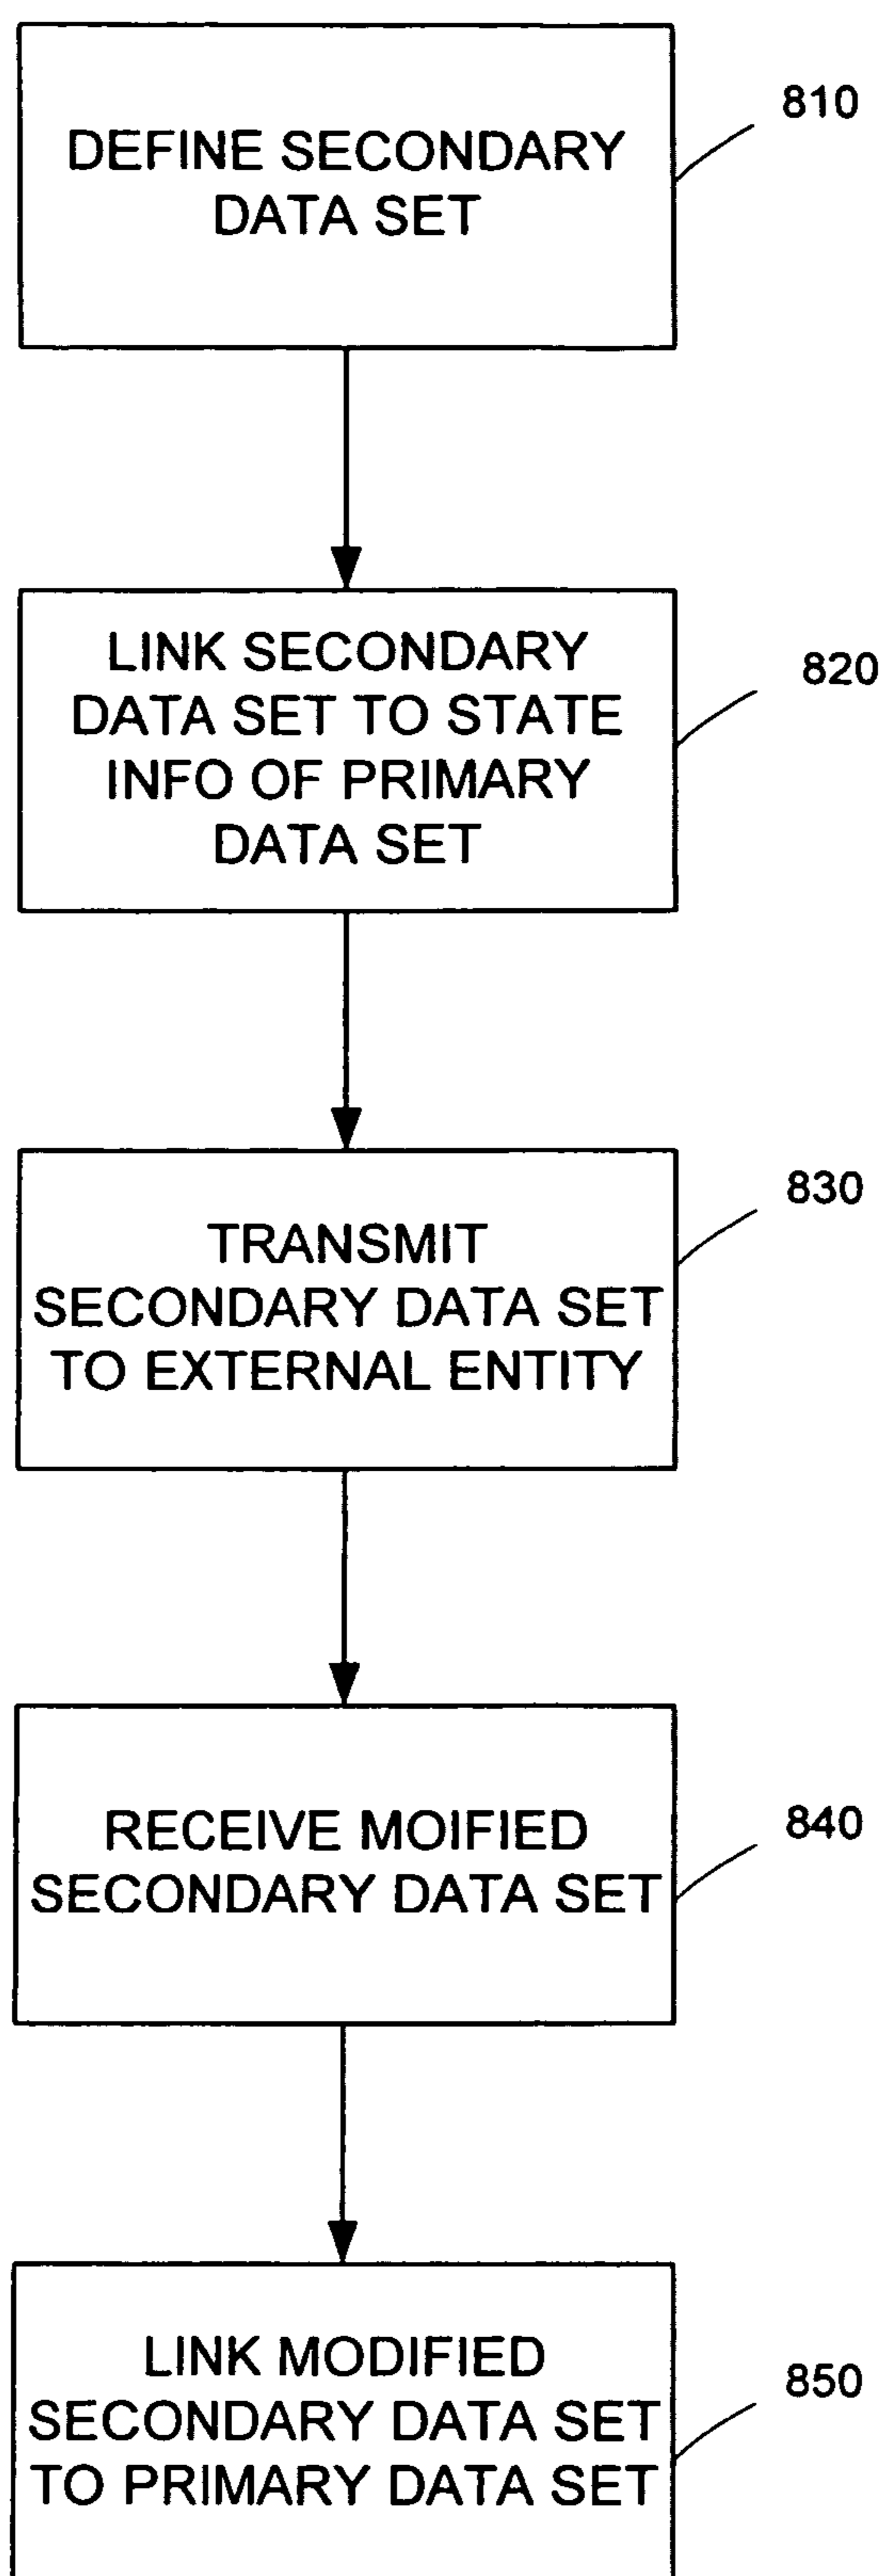 DEFINE SECONDARY
DATA SET
810
LINK SECONDARY
DATA SET TO STATE
INFO OF PRIMARY
DATA SET
820
TRANSMIT
SECONDARY DATA SET
TO EXTERNAL ENTITY
830
RECEIVE MOIFIED
SECONDARY DATA SET
840
LINK MODIFIED
SECONDARY DATA SET
TO PRIMARY DATA SET
850